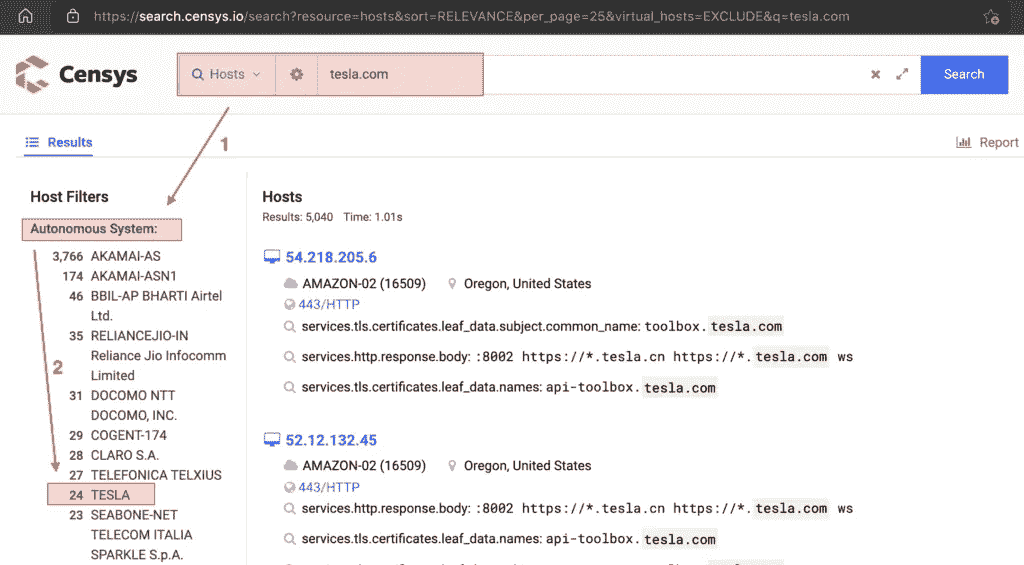 https://search.censys.io/search?resource=hosts&sort=RELEVANCE&per_page=25&virtual_hosts=EXCLUDE&q=tesla.com
Censys
Hosts
tesla.com
Search
1
Results
Report
Host Filters
Autonomous System:
3,766 AKAMAI-AS
174 AKAMAI-ASN1
46 BBIL-AP BHARTI Airtel
Ltd.
35 RELIANCEJIO-IN
Reliance Jio Infocomm
Limited
2
31 DOCOMO NTT
DOCOMO, INC.
29 COGENT-174
28 CLARO S.A.
27 TELEFONICA TELXIUS
24 TESLA
23 SEABONE-NET
TELECOM ITALIA
SPARKLE S.p.A.
Hosts
Results: 5,040 Time: 1.01s
54.218.205.6
AMAZON-02 (16509) Oregon, United States
443/HTTP
services.tls.certificates.leaf_data.subject.common_name: toolbox.tesla.com
services.http.response.body: :8002 https://*.tesla.cn https://*.tesla.com ws
services.tls.certificates.leaf_data.names: api-toolbox.tesla.com
52.12.132.45
AMAZON-02 (16509) Oregon, United States
443/HTTP
services.http.response.body: :8002 https://*.tesla.cn https://*.tesla.com ws
services.tls.certificates.leaf_data.names: api-toolbox.tesla.com